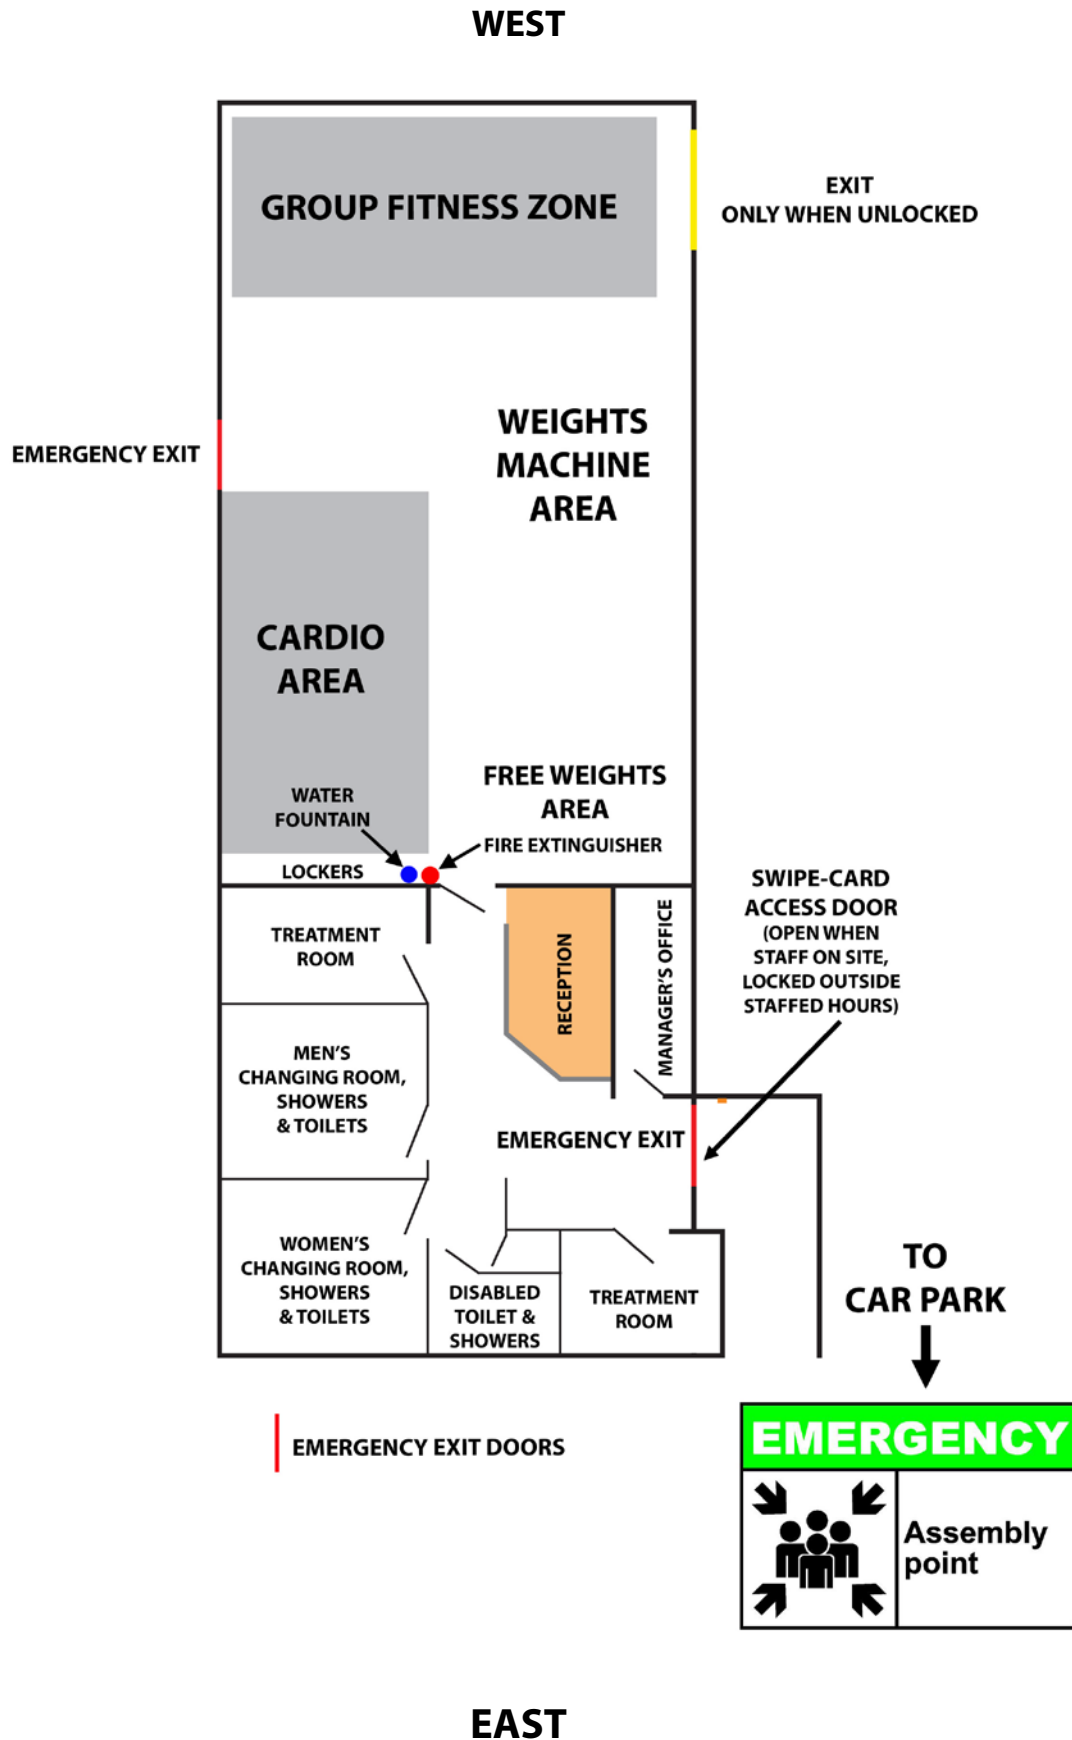 WEST
GROUP FITNESS ZONE
EXIT
ONLY WHEN UNLOCKED
WEIGHTS
MACHINE
AREA
EMERGENCY EXIT
CARDIO
AREA
FREE WEIGHTS
AREA
WATER
FOUNTAIN
FIRE EXTINGUISHER
LOCKERS
SWIPE-CARD
ACCESS DOOR
(OPEN WHEN
STAFF ON SITE,
LOCKED OUTSIDE
STAFFED HOURS)
TREATMENT
ROOM
RECEPTION
MANAGER'S OFFICE
MEN'S
CHANGING ROOM,
SHOWERS
& TOILETS
EMERGENCY EXIT
WOMEN'S
CHANGING ROOM,
SHOWERS
& TOILETS
DISABLED
TOILET &
SHOWERS
TREATMENT
ROOM
TO
CAR PARK
EMERGENCY EXIT DOORS
EMERGENCY
Assembly
point
EAST